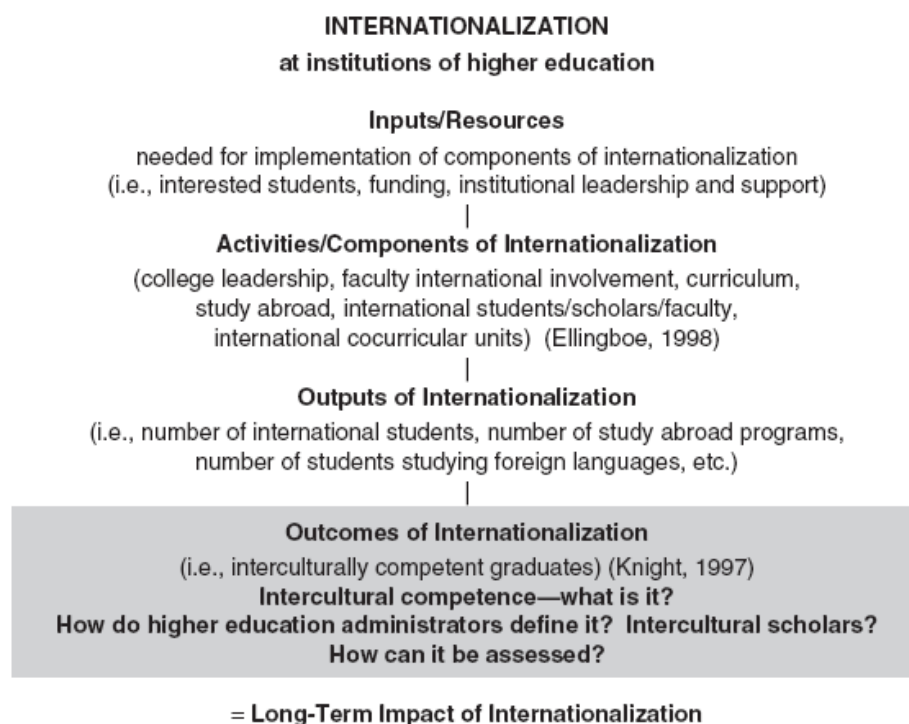 INTERNATIONALIZATION
at institutions of higher education
Inputs/Resources
needed for implementation of components of internationalization
(i.e., interested students, funding, institutional leadership and support)
Activities/Components of Internationalization
(college leadership, faculty international involvement, curriculum,
study abroad, international students/scholars/faculty,
international cocurricular units) (Ellingboe, 1998)
Outputs of Internationalization
(i.e., number of international students, number of study abroad programs,
number of students studying foreign languages, etc.)
Outcomes of Internationalization
(i.e., interculturally competent graduates) (Knight, 1997)
Intercultural competence—what is it?
How do higher education administrators define it? Intercultural scholars?
How can it be assessed?
= Long-Term Impact of Internationalization